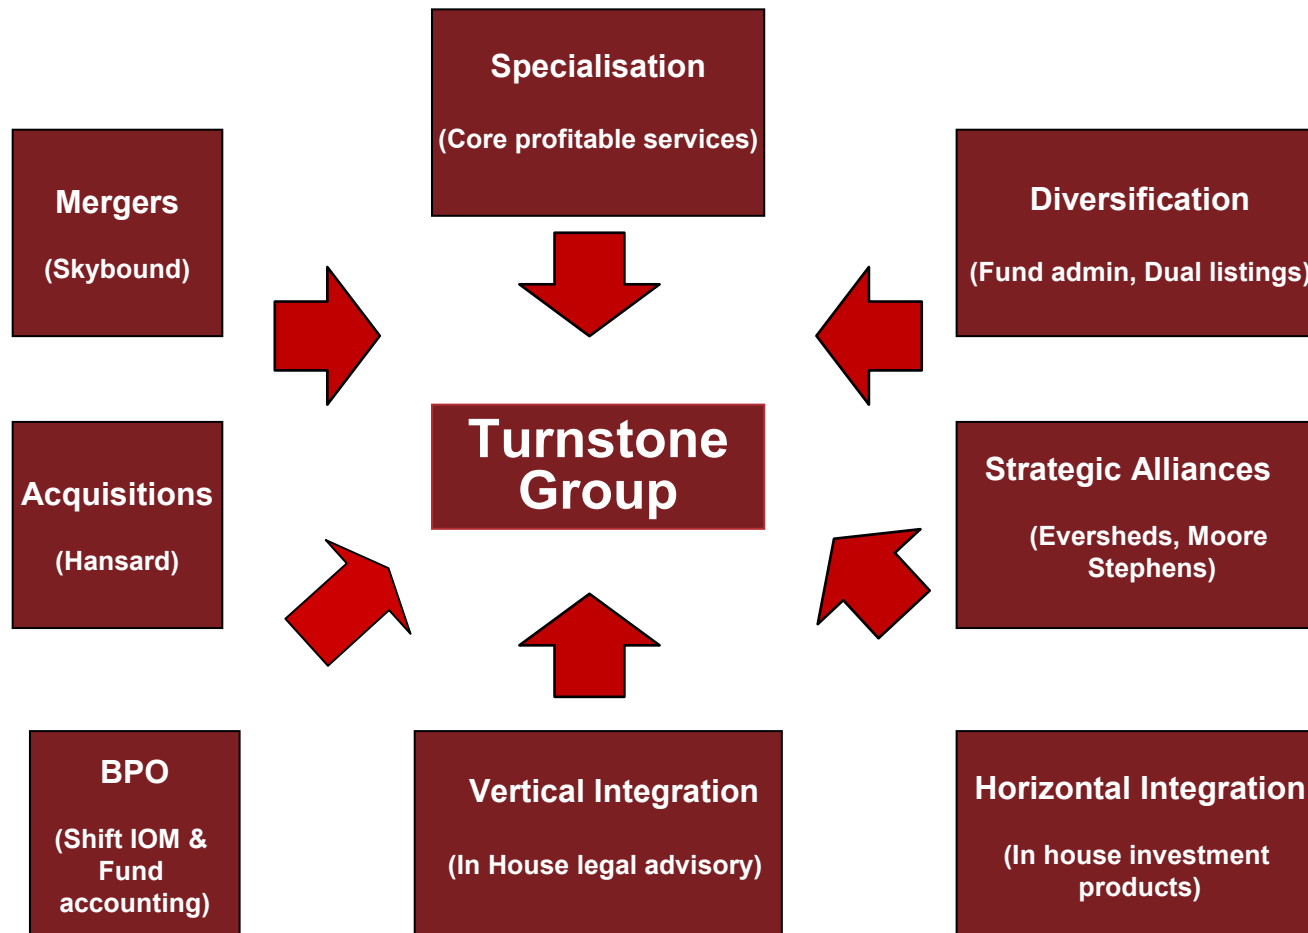 Specialisation
(Core profitable services)
Mergers
(Skybound)
Diversification
(Fund admin, Dual listings)
Turnstone
Group
Acquisitions
(Hansard)
Strategic Alliances
(Eversheds, Moore
Stephens)
BPO
(Shift IOM &
Fund
accounting)
Vertical Integration
(In House legal advisory)
Horizontal Integration
(In house investment
products)